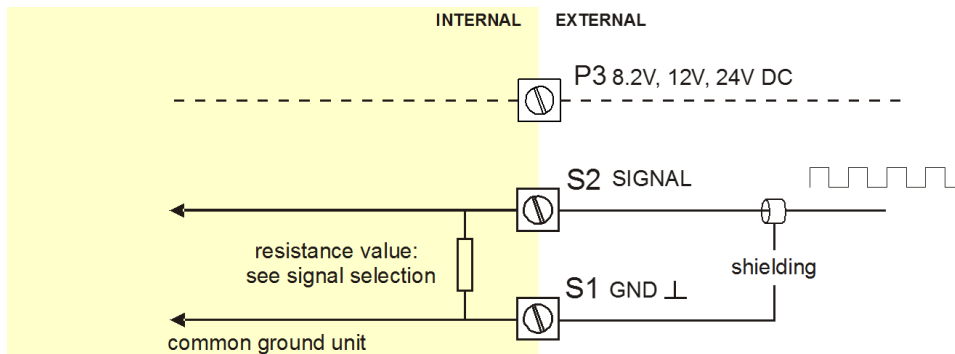 INTERNAL EXTERNAL
P3 8.2V, 12V, 24V DC
S2 SIGNAL
resistance value:
see signal selection
shielding
S1 GND ⊥
common ground unit